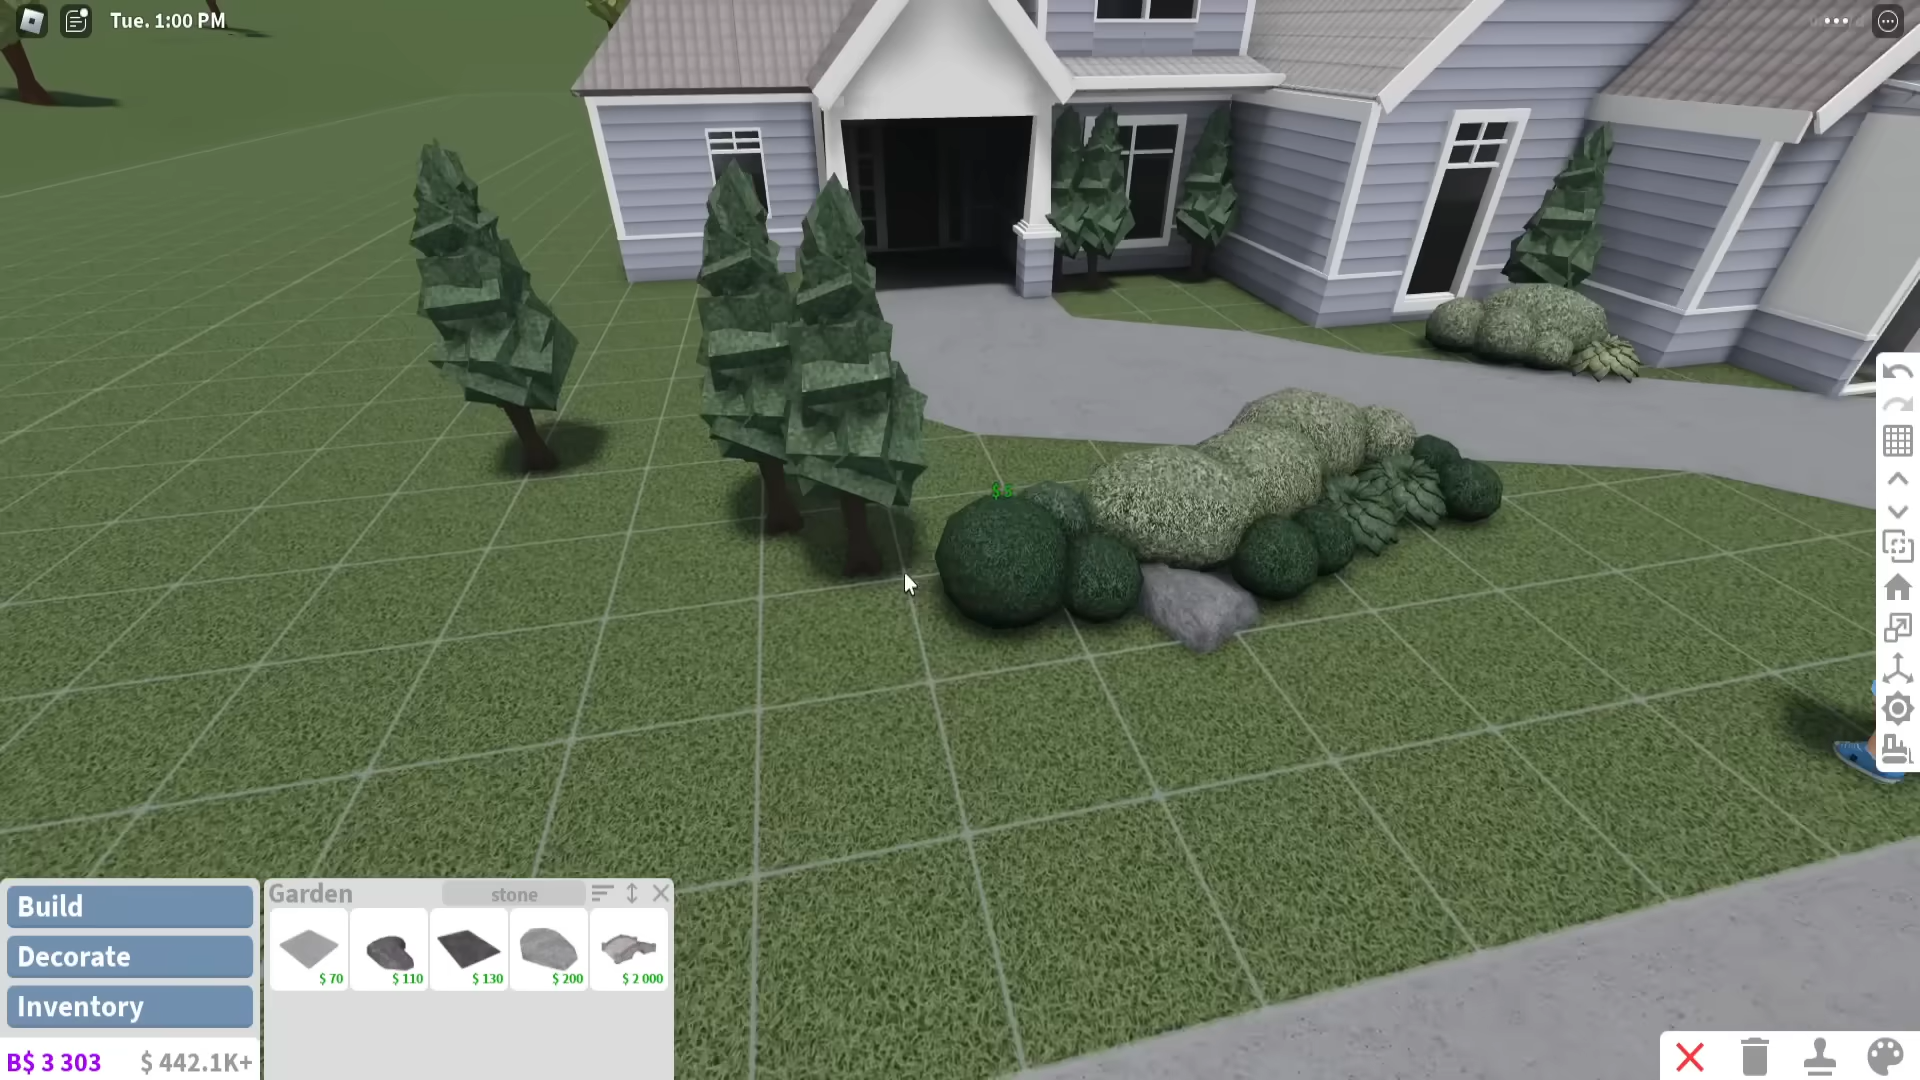 Tue. 1:00 PM
$ 5
Build
Decorate
Inventory
B$ 3 303
$ 442.1K+
Garden
stone
$ 70
$ 110
$ 130
$ 200
$ 2 000